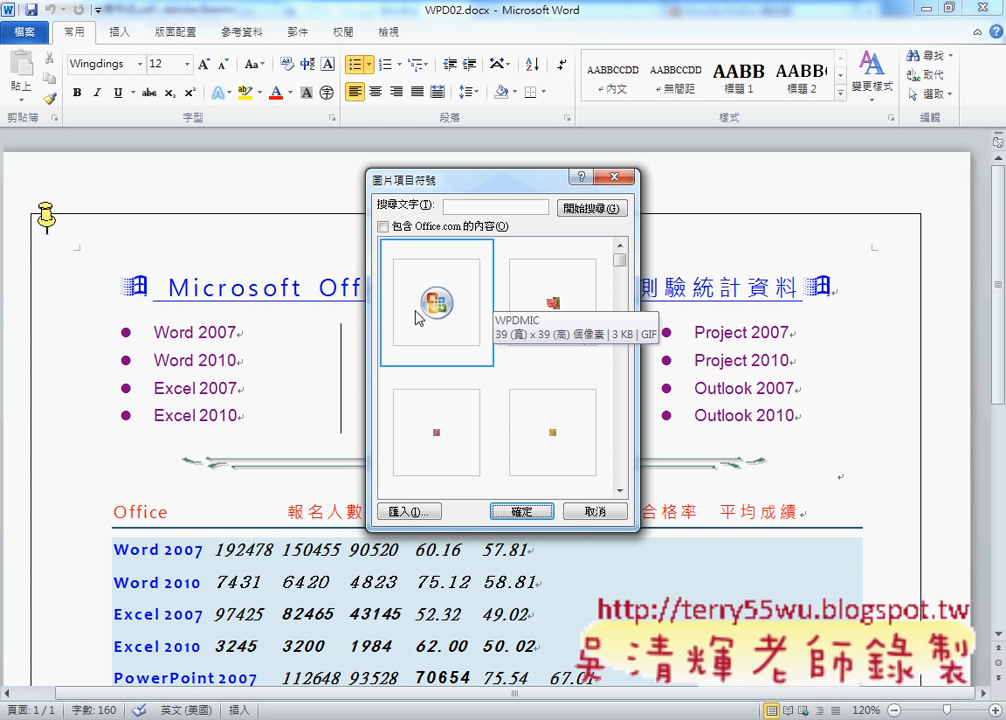 WPD02.docx - Microsoft Word
檔案 常用 插入 版面配置 參考資料 郵件 校閱 檢視
貼上 Wingdings 12 AABBCCDD AABBCCDD AABB AABB( 尋找
內文 無間距 標題 1 標題 2 變更樣式 取代
選取
剪貼簿 字型 段落 樣式 編輯
圖片項目符號
搜尋文字(T): 開始搜尋(G)
包含 Office.com 的內容(O)
WPDMIC
39 (寬) x 39 (高) 個像素 | 3 KB | GIF
匯入(I)... 確定 取消
Microsoft Off 測驗統計資料
Word 2007 Project 2007
Word 2010 Project 2010
Excel 2007 Outlook 2007
Excel 2010 Outlook 2010
Office 報名人數 合格率 平均成績
Word 2007 192478 150455 90520 60.16 57.81
Word 2010 7431 6420 4823 75.12 58.81
Excel 2007 97425 82465 43145 52.32 49.02
Excel 2010 3245 3200 1984 62.00 50.02
PowerPoint 2007 112648 93528 70654 75.54
http://terry55wu.blogspot.tw
吳清輝老師錄製
頁面: 1 / 1 字數: 160 英文 (美國) 插入 120%